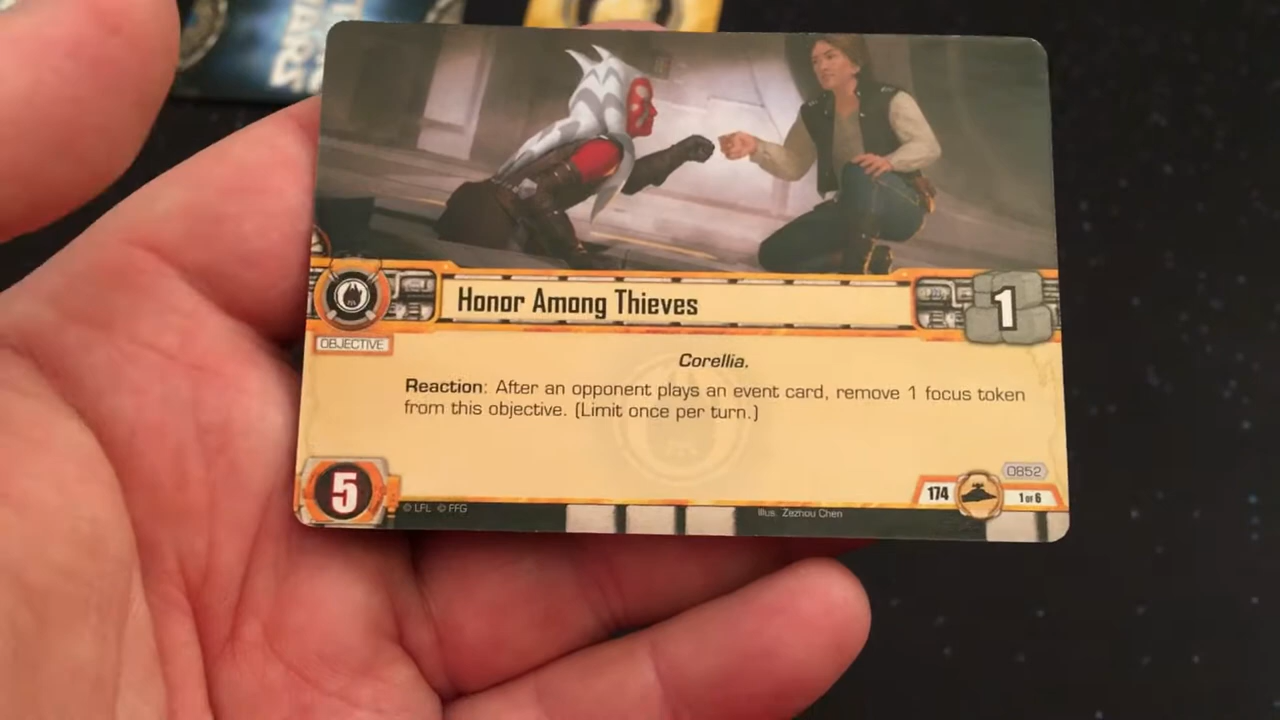 Honor Among Thieves
1
OBJECTIVE
Corellia.
Reaction: After an opponent plays an event card, remove 1 focus token
from this objective. (Limit once per turn.)
0852
5
174
1 of 6
© LFL © FFG
Illus. Zezhou Chen